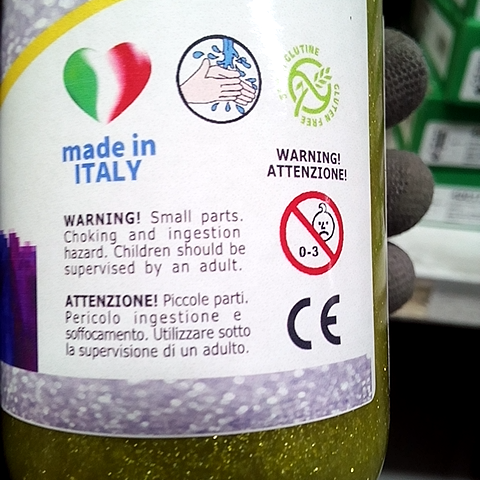 made in
ITALY
GLUTINE
GLUTEN FREE
WARNING!
ATTENZIONE!
0-3
WARNING! Small parts.
Choking and ingestion
hazard. Children should be
supervised by an adult.
ATTENZIONE! Piccole parti.
Pericolo ingestione e
soffocamento. Utilizzare sotto
la supervisione di un adulto.
CE